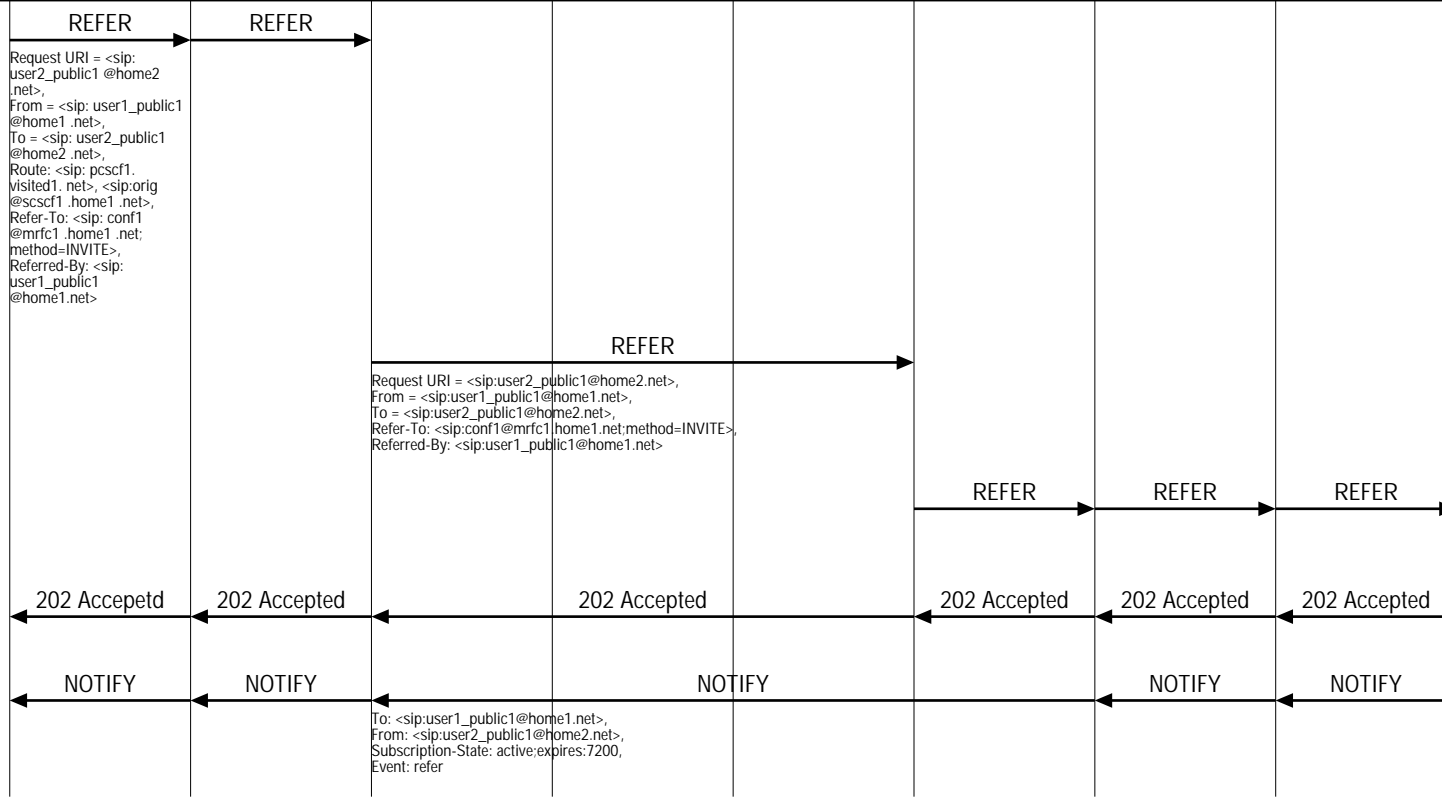 REFER REFER
Request URI = <sip:
user2_public1 @home2
.net>,
From = <sip: user1_public1
@home1 .net>,
To = <sip: user2_public1
@home2 .net>,
Route: <sip: pcscf1.
visited1. net>, <sip:orig
@scscf1 .home1 .net>,
Refer-To: <sip: conf1
@mrfc1 .home1 .net;
method=INVITE>,
Referred-By: <sip:
user1_public1
@home1.net>
REFER
Request URI = <sip:user2_public1@home2.net>,
From = <sip:user1_public1@home1.net>,
To = <sip:user2_public1@home2.net>,
Refer-To: <sip:conf1@mrfc1.home1.net;method=INVITE>,
Referred-By: <sip:user1_public1@home1.net>
REFER REFER REFER
202 Accepetd 202 Accepted 202 Accepted 202 Accepted 202 Accepted 202 Accepted
NOTIFY NOTIFY NOTIFY NOTIFY NOTIFY
To: <sip:user1_public1@home1.net>,
From: <sip:user2_public1@home2.net>,
Subscription-State: active;expires:7200,
Event: refer